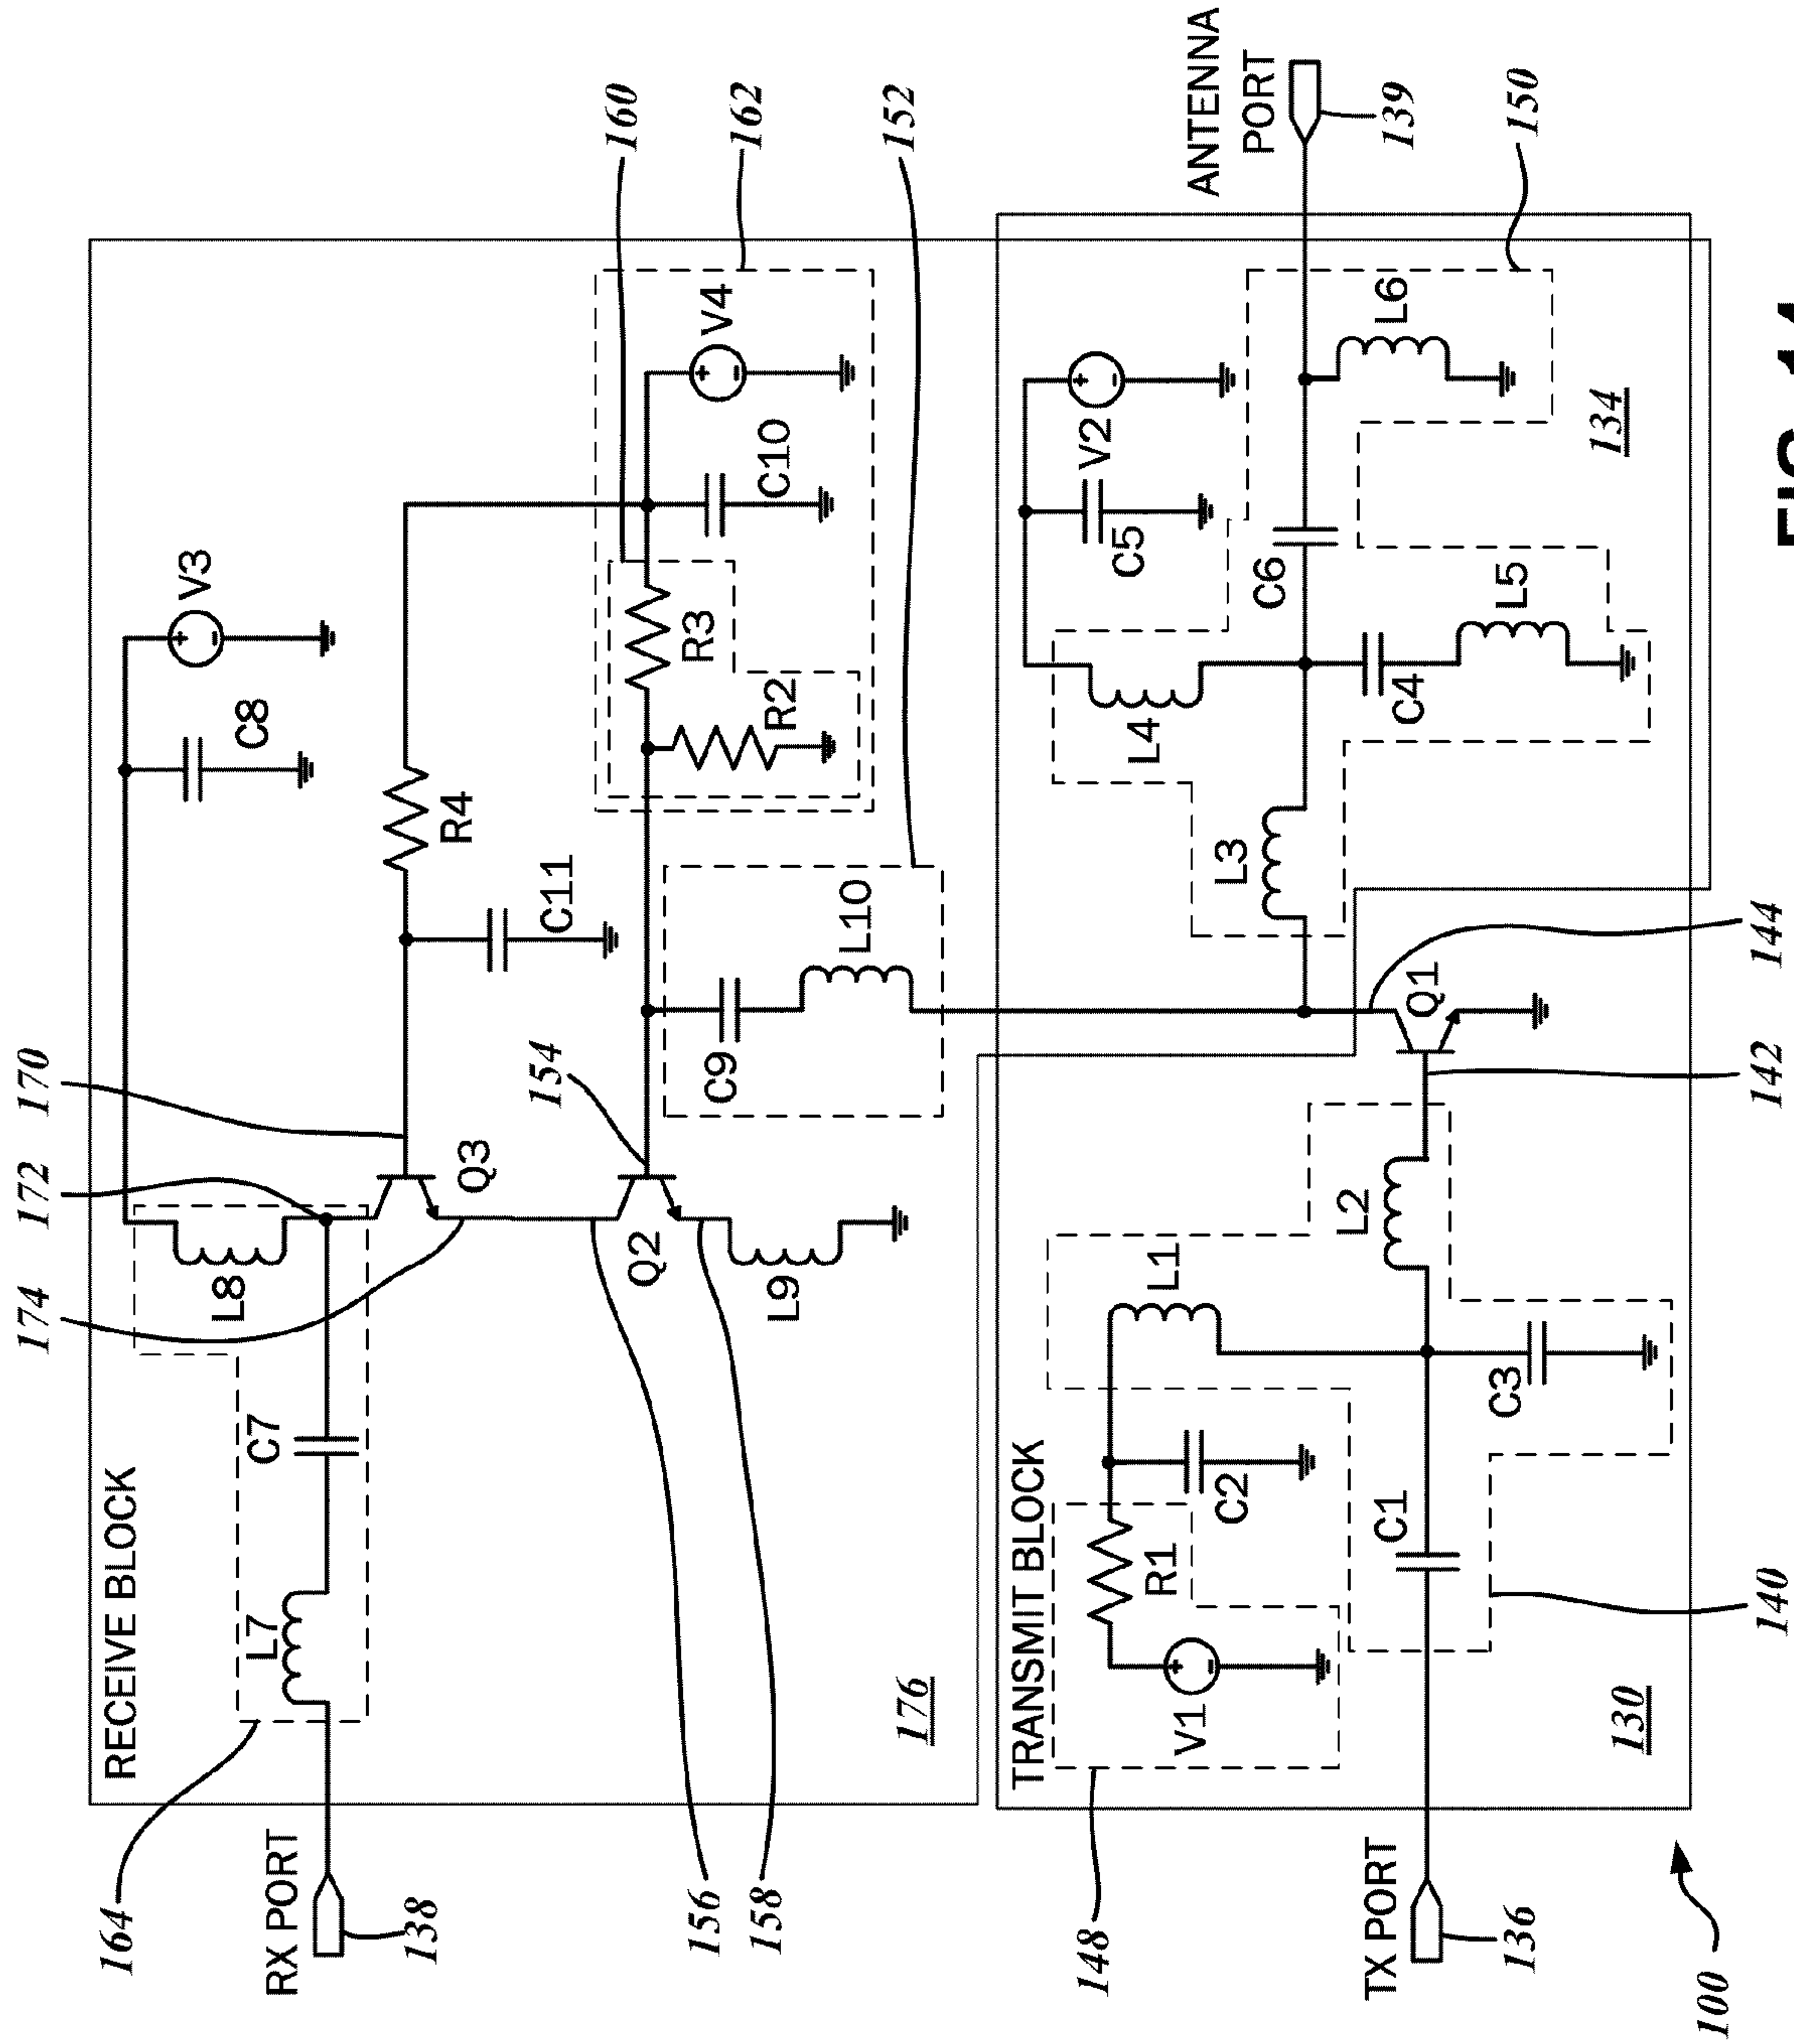 160
162
152
ANTENNA
PORT
139
150
V3
C8
R4
C11
V4
C10
R3
R2
170
172
174
154
Q3
Q2
L8
L9
C7
L7
C9
L10
RECEIVE BLOCK
176
164
RX PORT
138
156
158
V2
C5
L6
134
C6
L5
C4
L4
L3
144
Q1
142
L2
L1
C3
C2
R1
C1
V1
TRANSMIT BLOCK
130
140
148
TX PORT
136
100